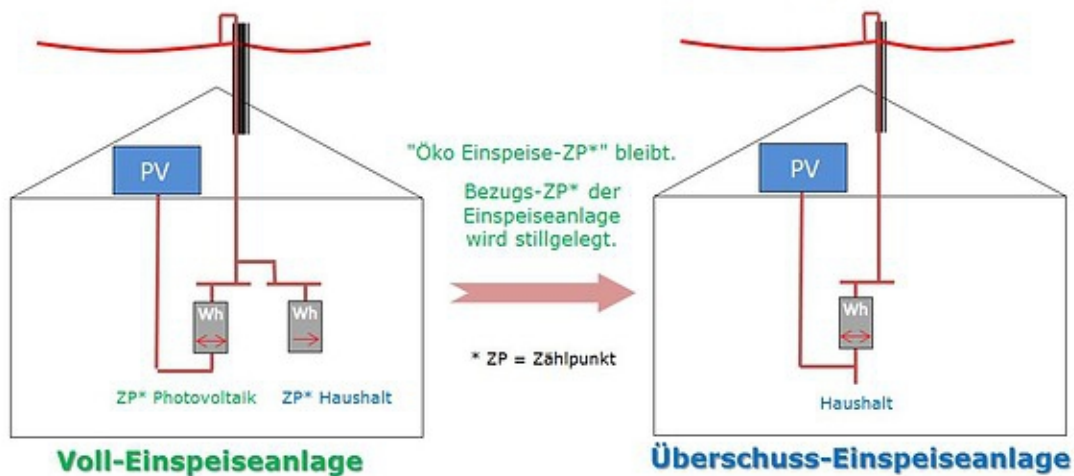 PV
Wh
Wh
ZP* Photovoltaik
ZP* Haushalt
Voll-Einspeiseanlage
"Öko Einspeise-ZP*" bleibt.
Bezugs-ZP* der
Einspeiseanlage
wird stillgelegt.
* ZP = Zählpunkt
PV
Wh
Haushalt
Überschuss-Einspeiseanlage